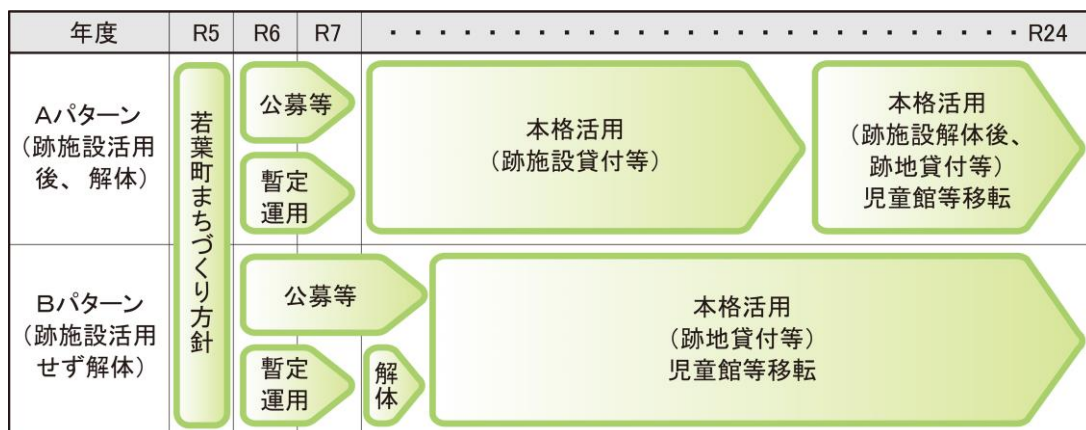 年度 R5 R6 R7 ・・・・・・・・・・・・・・・・・・・・・・・・・・ R24
Aパターン
(跡施設活用
後、解体)
若葉町まちづくり方針
公募等
暫定
運用
本格活用
(跡施設貸付等)
本格活用
(跡施設解体後、
跡地貸付等)
児童館等移転
Bパターン
(跡施設活用
せず解体)
公募等
暫定
運用
解体
本格活用
(跡地貸付等)
児童館等移転